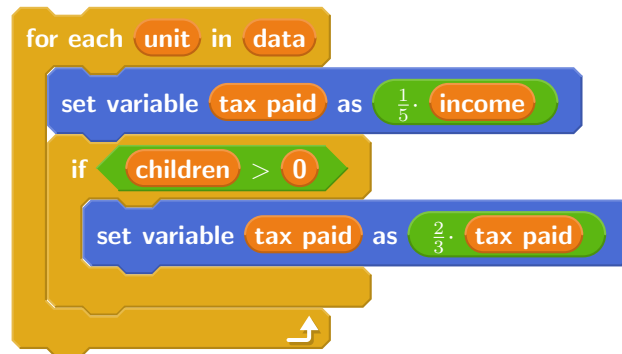 for each unit in data
set variable tax paid as 1/5 · income
if children > 0
set variable tax paid as 2/3 · tax paid